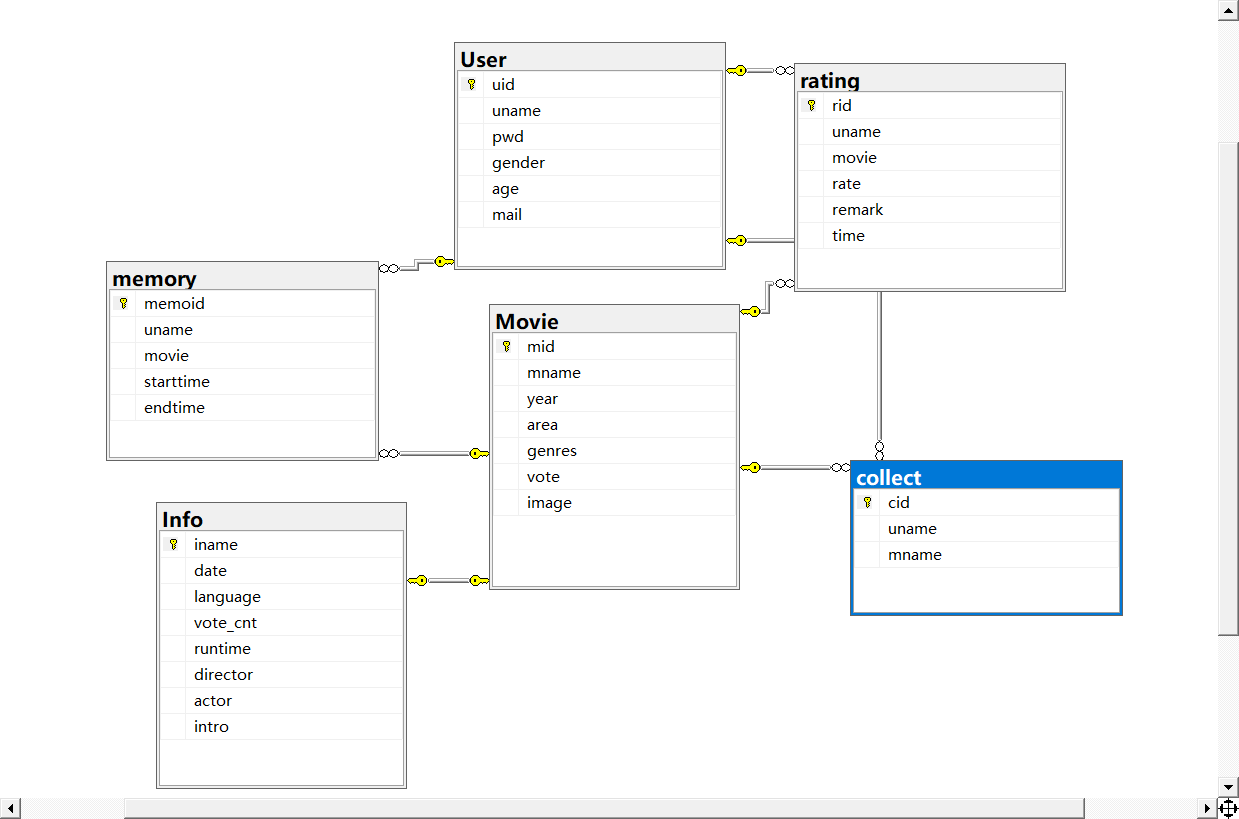 User
uid
uname
pwd
gender
age
mail
rating
rid
uname
movie
rate
remark
time
memory
memoid
uname
movie
starttime
endtime
Movie
mid
mname
year
area
genres
vote
image
collect
cid
uname
mname
Info
iname
date
language
vote_cnt
runtime
director
actor
intro